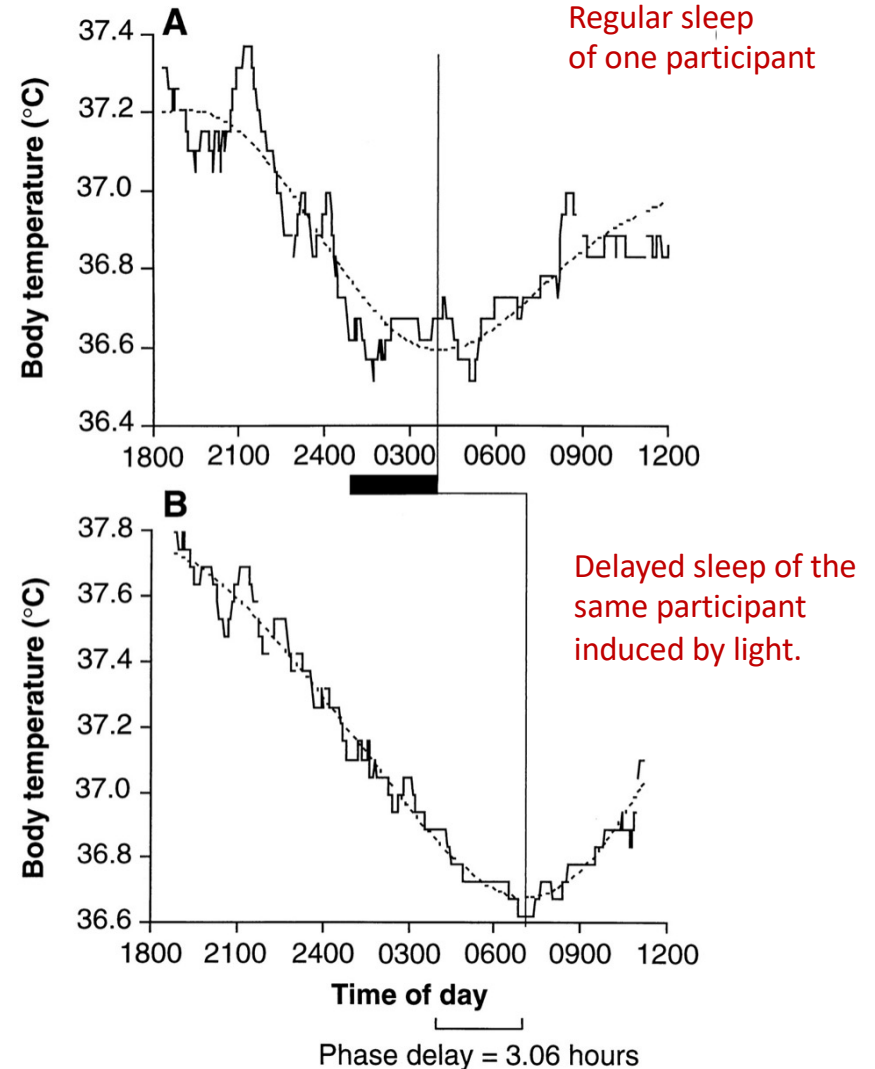 A
Regular sleep
of one participant
Body temperature (°C)
37.4
37.2
37.0
36.8
36.6
36.4
1800 2100 2400 0300 0600 0900 1200
B
Delayed sleep of the
same participant
induced by light.
Body temperature (°C)
37.8
37.6
37.4
37.2
37.0
36.8
36.6
1800 2100 2400 0300 0600 0900 1200
Time of day
Phase delay = 3.06 hours